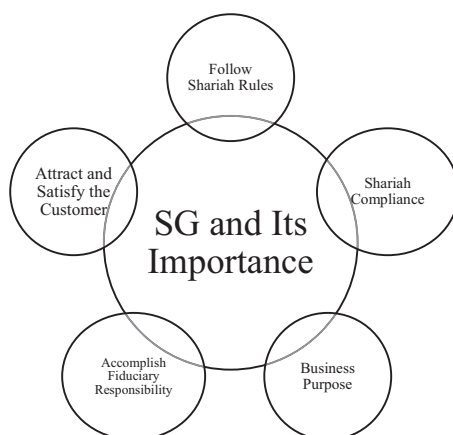 Follow
Shariah Rules
Attract and
Satisfy the
Customer
Shariah
Compliance
SG and Its
Importance
Accomplish
Fiduciary
Responsibility
Business
Purpose